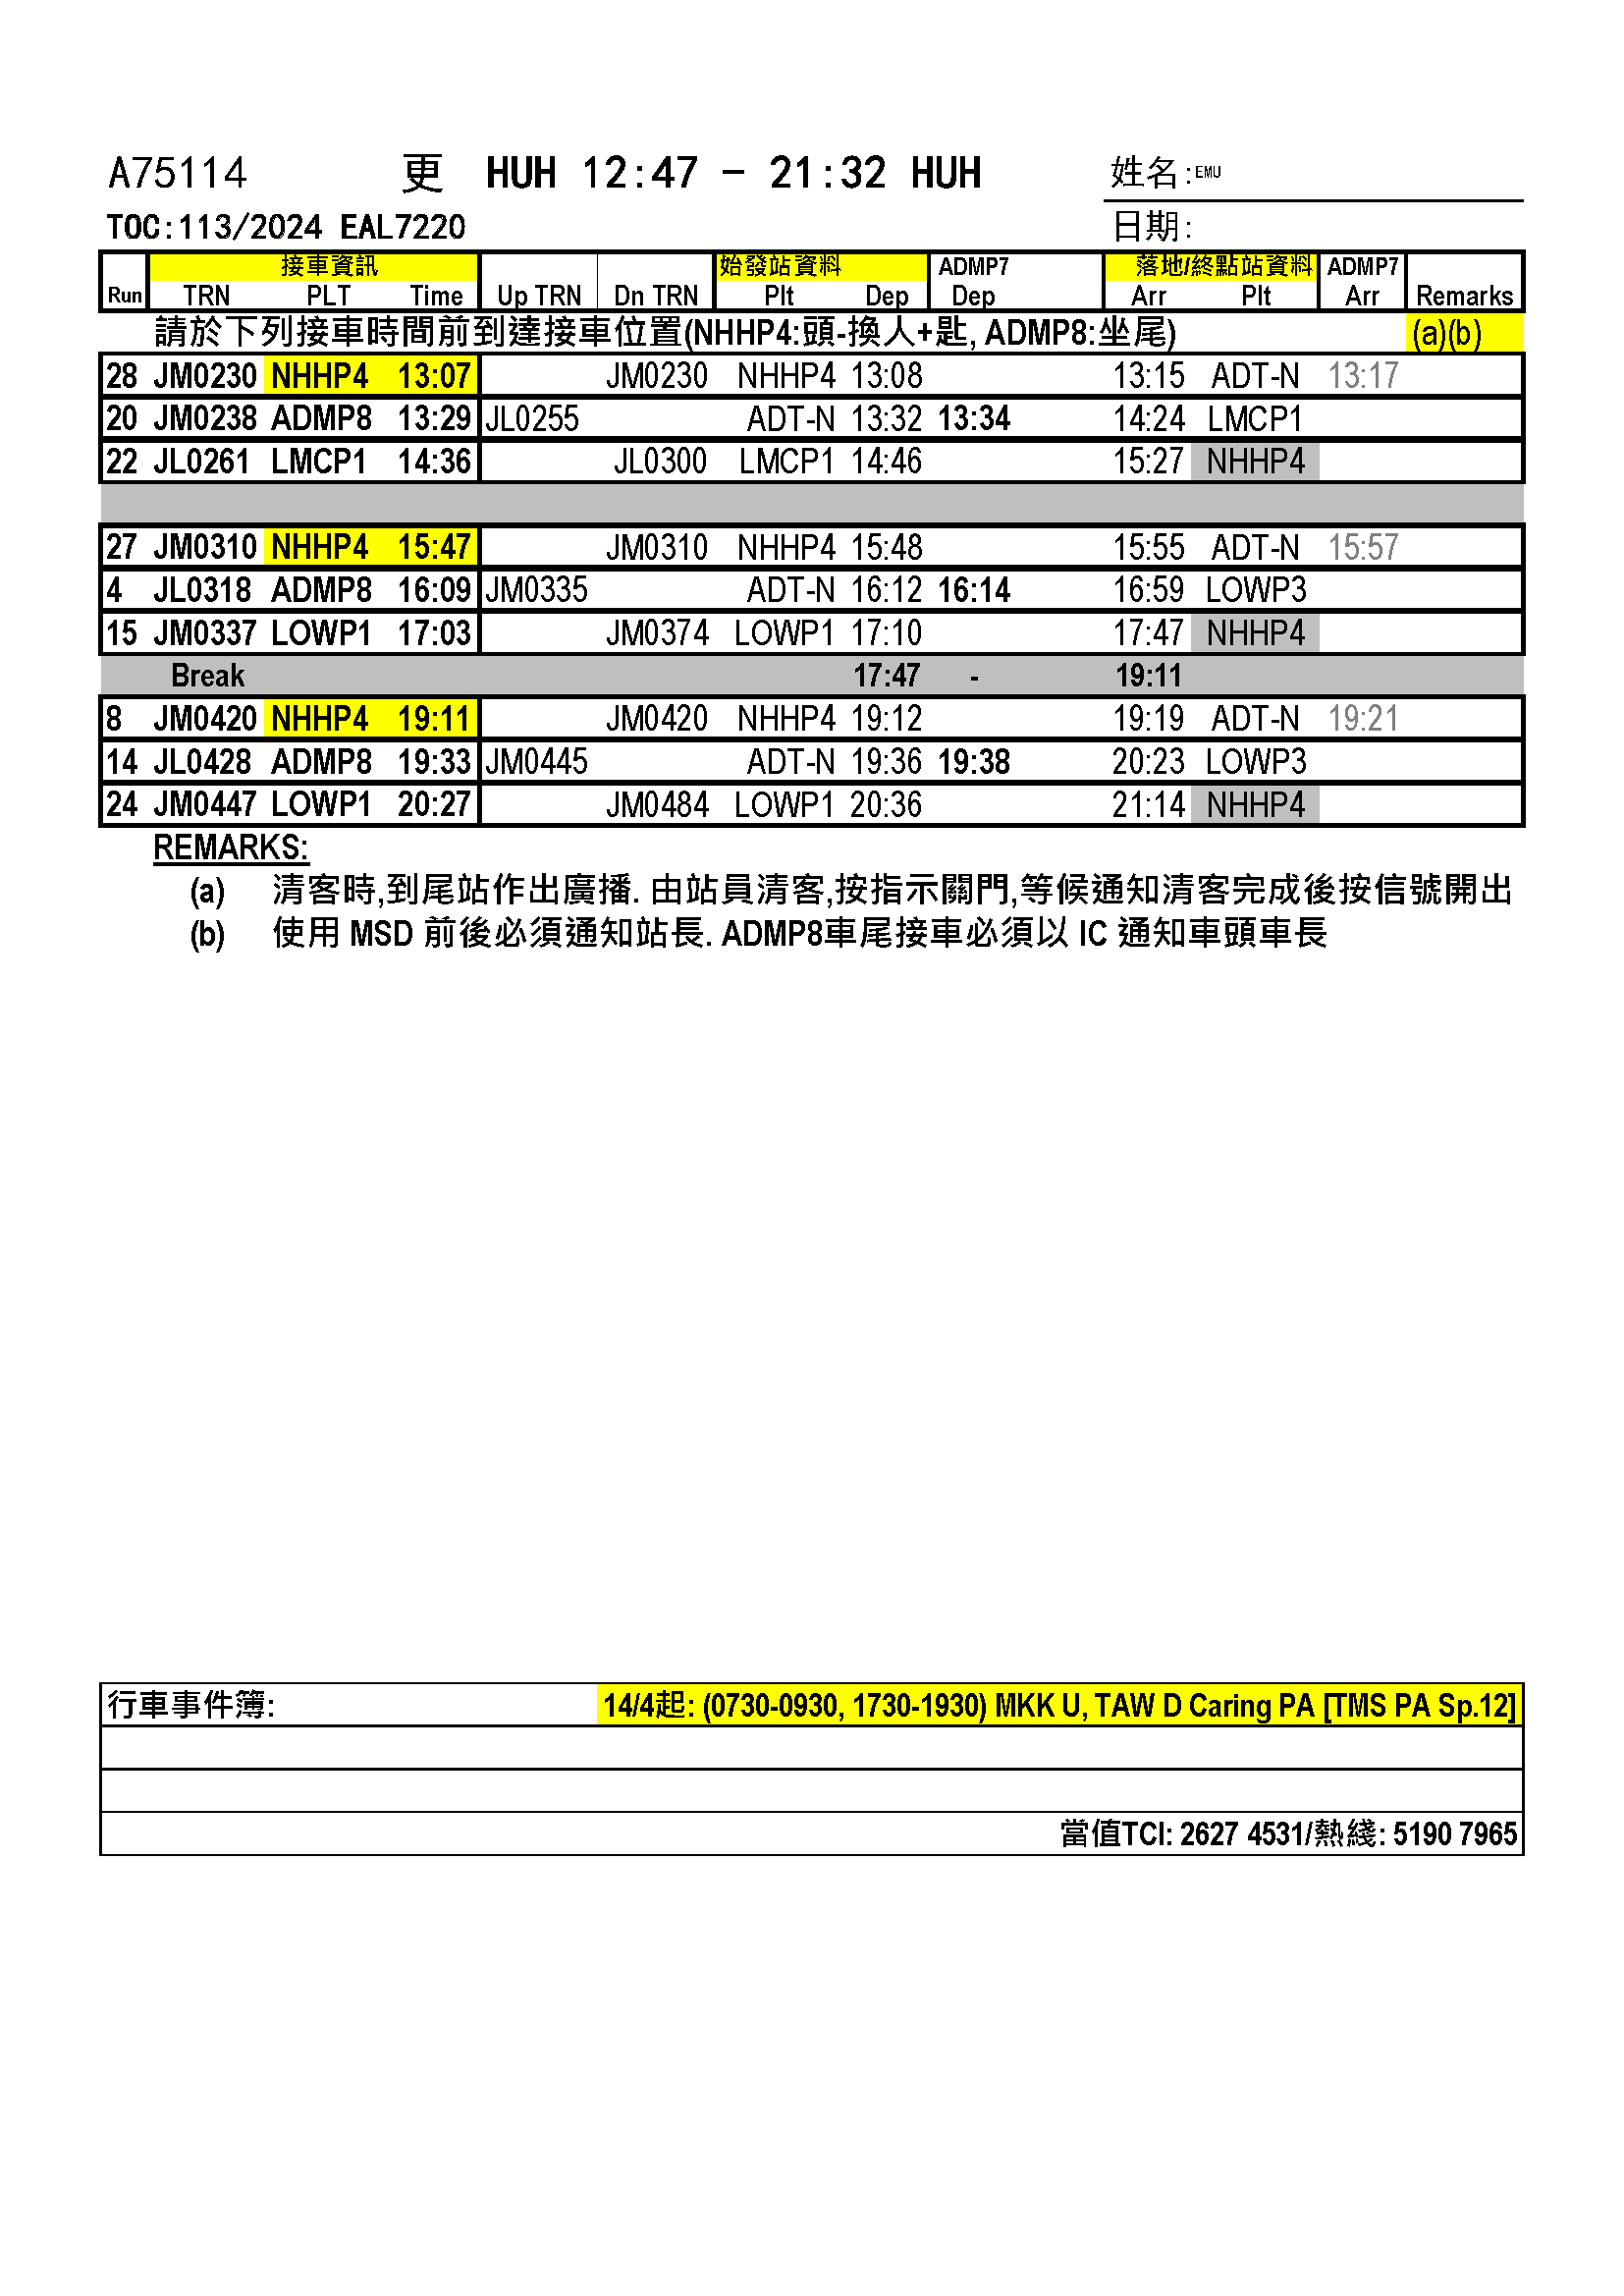 A75114 更 HUH 12:47 - 21:32 HUH 姓名:EMU
TOC:113/2024 EAL7220 日期:
接車資訊 始發站資料 ADMP7 落地/終點站資料 ADMP7
Run TRN PLT Time Up TRN Dn TRN Plt Dep Dep Arr Plt Arr Remarks
請於下列接車時間前到達接車位置(NHHP4:頭-換人+匙, ADMP8:坐尾) (a)(b)
28 JM0230 NHHP4 13:07 JM0230 NHHP4 13:08 13:15 ADT-N 13:17
20 JM0238 ADMP8 13:29 JL0255 ADT-N 13:32 13:34 14:24 LMCP1
22 JL0261 LMCP1 14:36 JL0300 LMCP1 14:46 15:27 NHHP4
27 JM0310 NHHP4 15:47 JM0310 NHHP4 15:48 15:55 ADT-N 15:57
4 JL0318 ADMP8 16:09 JM0335 ADT-N 16:12 16:14 16:59 LOWP3
15 JM0337 LOWP1 17:03 JM0374 LOWP1 17:10 17:47 NHHP4
Break 17:47 - 19:11
8 JM0420 NHHP4 19:11 JM0420 NHHP4 19:12 19:19 ADT-N 19:21
14 JL0428 ADMP8 19:33 JM0445 ADT-N 19:36 19:38 20:23 LOWP3
24 JM0447 LOWP1 20:27 JM0484 LOWP1 20:36 21:14 NHHP4
REMARKS:
(a) 清客時,到尾站作出廣播. 由站員清客,按指示關門,等候通知清客完成後按信號開出
(b) 使用 MSD 前後必須通知站長. ADMP8車尾接車必須以 IC 通知車頭車長
行車事件簿: 14/4起: (0730-0930, 1730-1930) MKK U, TAW D Caring PA [TMS PA Sp.12]
當值TCI: 2627 4531/熱綫: 5190 7965